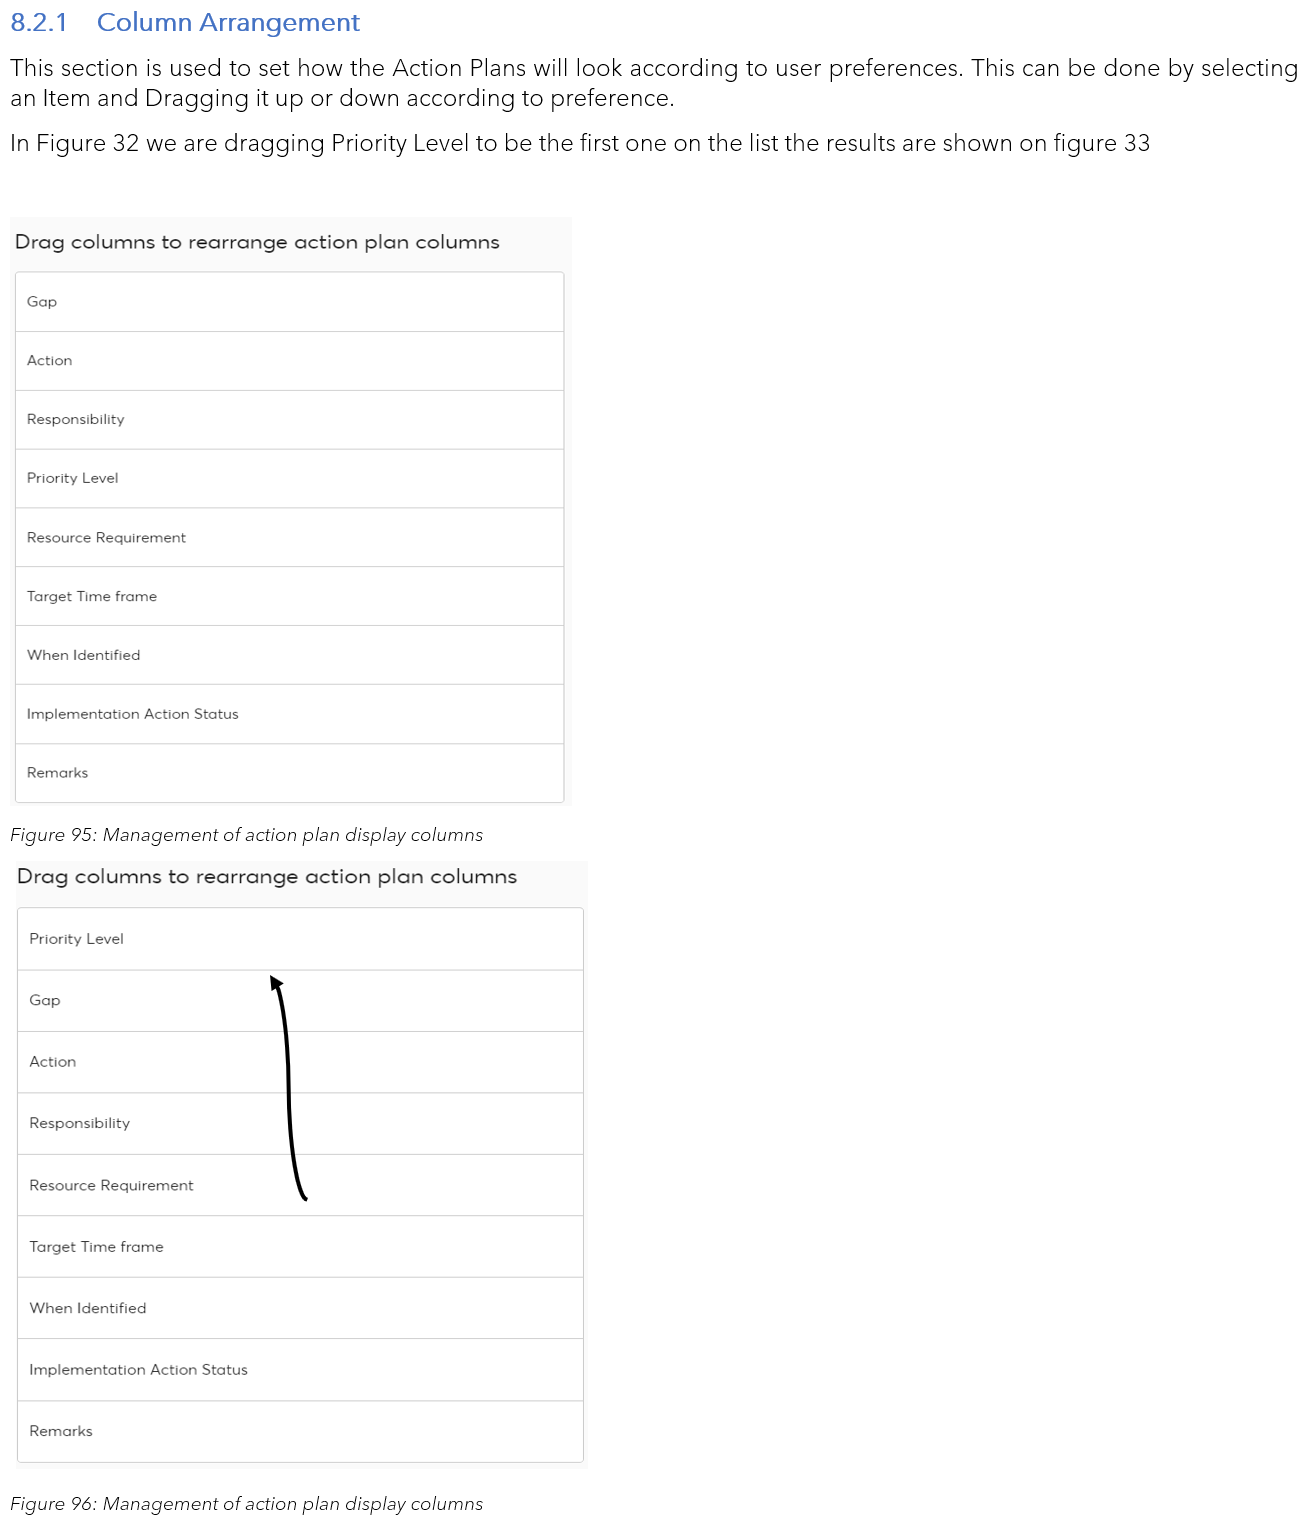 8.2.1 Column Arrangement
This section is used to set how the Action Plans will look according to user preferences. This can be done by selecting
an Item and Dragging it up or down according to preference.
In Figure 32 we are dragging Priority Level to be the first one on the list the results are shown on figure 33
Drag columns to rearrange action plan columns
Gap
Action
Responsibility
Priority Level
Resource Requirement
Target Time frame
When Identified
Implementation Action Status
Remarks
Figure 95: Management of action plan display columns
Drag columns to rearrange action plan columns
Priority Level
Gap
Action
Responsibility
Resource Requirement
Target Time frame
When Identified
Implementation Action Status
Remarks
Figure 96: Management of action plan display columns